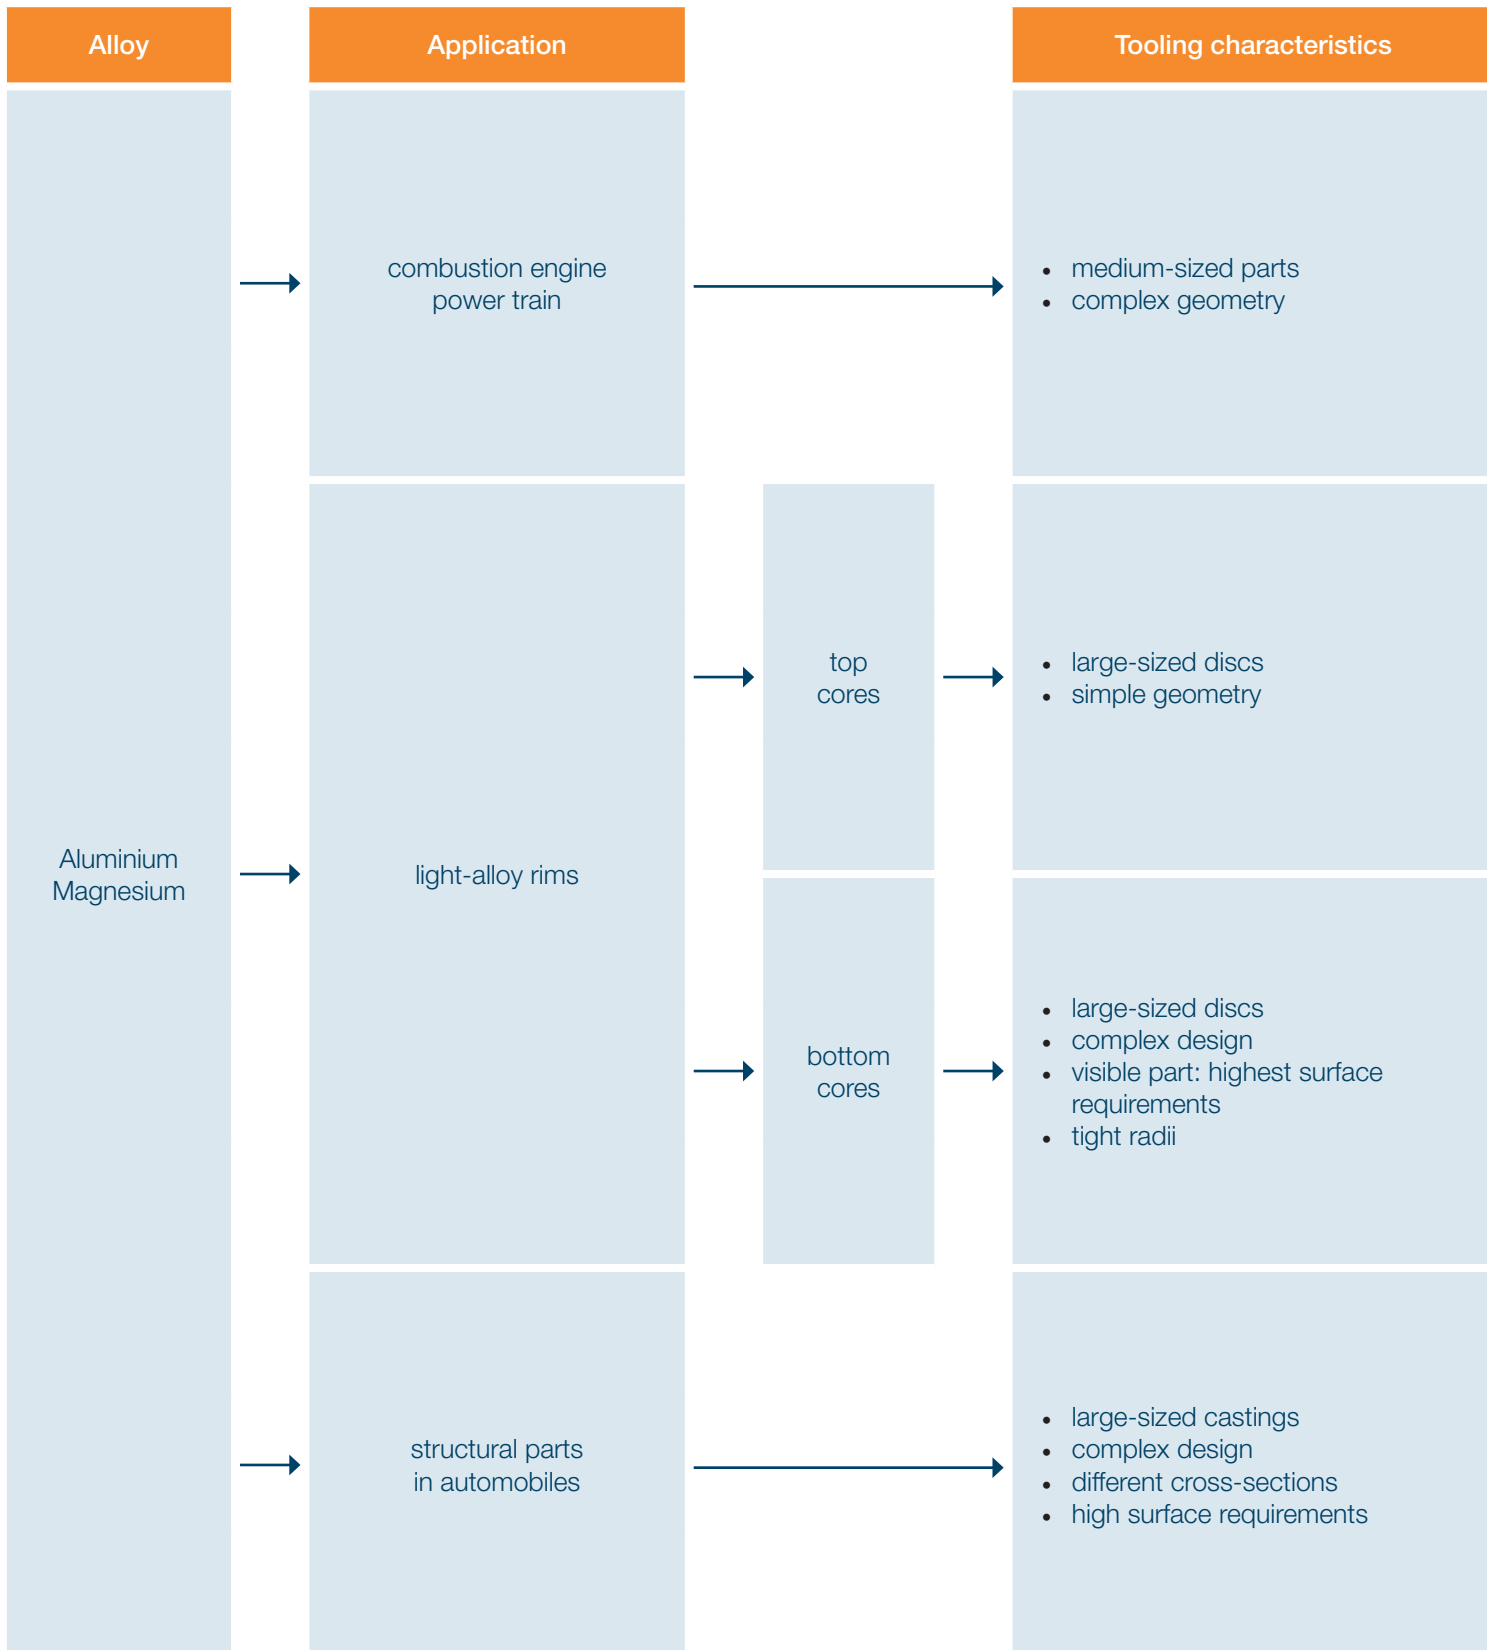 Alloy
Application
Tooling characteristics
Aluminium
Magnesium
combustion engine
power train
• medium-sized parts
• complex geometry
light-alloy rims
top
cores
• large-sized discs
• simple geometry
bottom
cores
• large-sized discs
• complex design
• visible part: highest surface
requirements
• tight radii
structural parts
in automobiles
• large-sized castings
• complex design
• different cross-sections
• high surface requirements